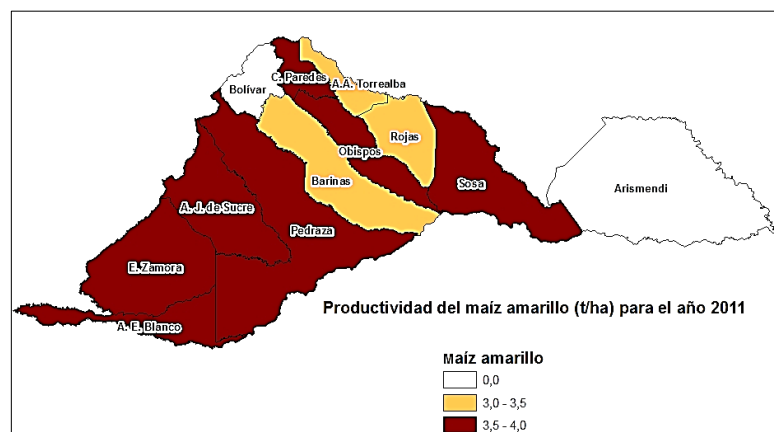 C. Paredes
A.A. Torrealba
Bolívar
Rojas
Obispos
Barinas
Sosa
Arismendi
A. J. de Sucre
Pedraza
E. Zamora
A. E. Blanco
Productividad del maíz amarillo (t/ha) para el año 2011
Maíz amarillo
0,0
3,0 - 3,5
3,5 - 4,0